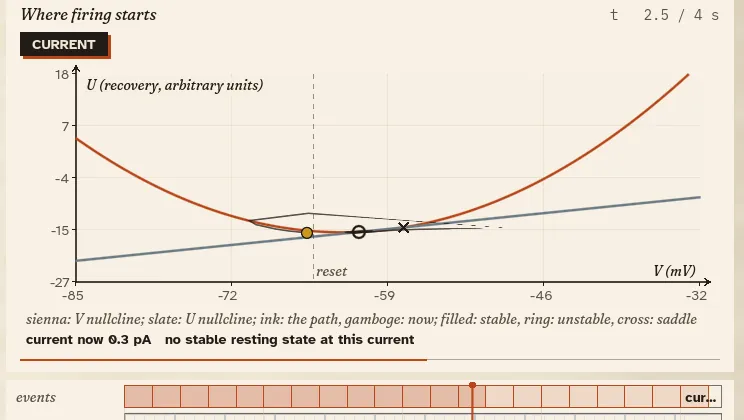 Where firing starts
t 2.5 / 4 s
CURRENT
U (recovery, arbitrary units)
18
7
-4
-15
-27
reset
V (mV)
-85
-72
-59
-46
-32
sienna: V nullcline; slate: U nullcline; ink: the path, gamboge: now; filled: stable, ring: unstable, cross: saddle
current now 0.3 pA no stable resting state at this current
events
cur...